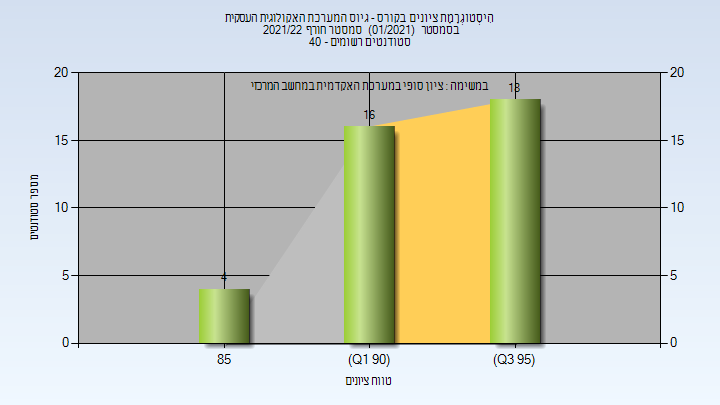 הִיסְטוֹגְרָמַת ציונים בקורס - גיוס המערכת האקולוגית העסקית
בסמסטר (01/2021) סמסטר חורף 2021/22
סטודנטים רשומים - 40
במשימה : ציון סופי במערכת האקדמית במחשב המרכזי
20
15
10
5
0
20
15
10
5
0
4
16
18
מספר סטודנטים
85
(Q1 90)
(Q3 95)
טווח ציונים